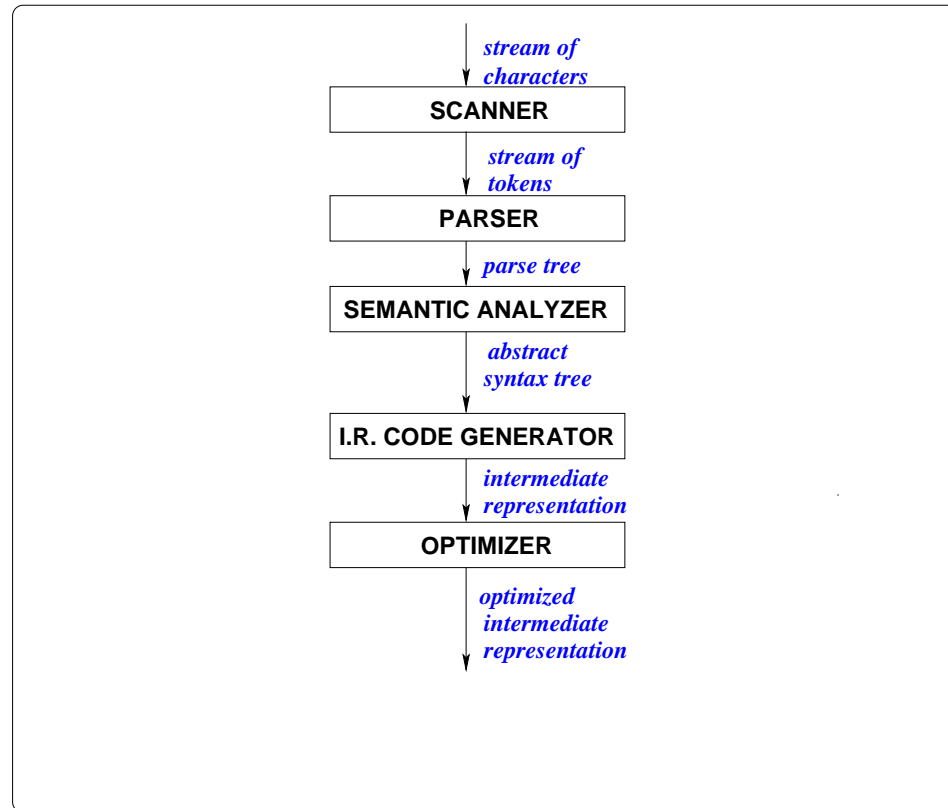 stream of
characters
SCANNER
stream of
tokens
PARSER
parse tree
SEMANTIC ANALYZER
abstract
syntax tree
I.R. CODE GENERATOR
intermediate
representation
OPTIMIZER
optimized
intermediate
representation